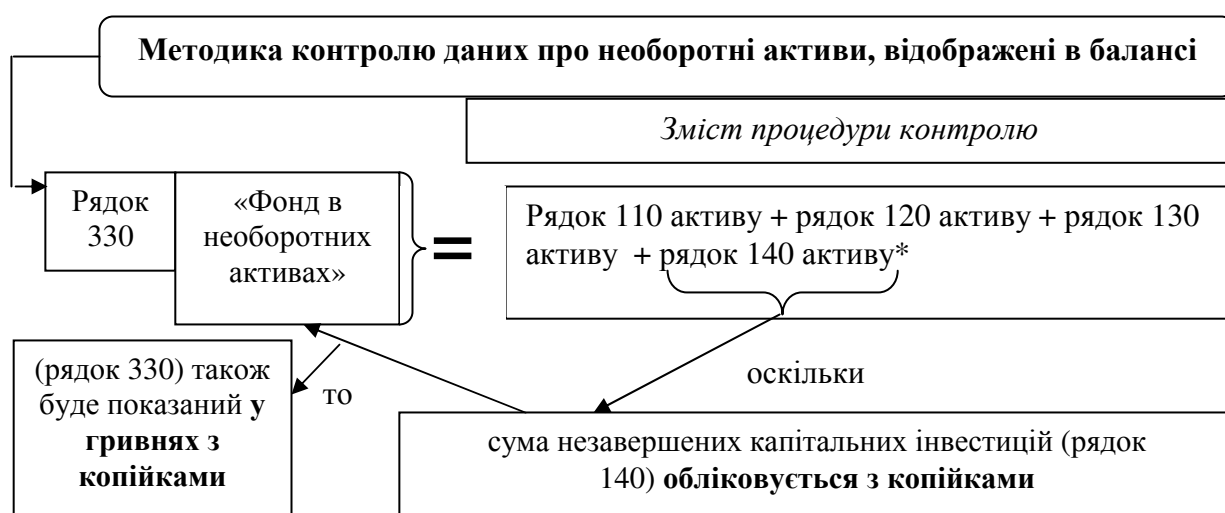 Методика контролю даних про необоротні активи, відображені в балансі
Зміст процедури контролю
Рядок
330
«Фонд в
необоротних
активах»
=
Рядок 110 активу + рядок 120 активу + рядок 130
активу + рядок 140 активу*
(рядок 330) також
буде показаний у
гривнях з
копійками
то
оскільки
сума незавершених капітальних інвестицій (рядок
140) обліковується з копійками